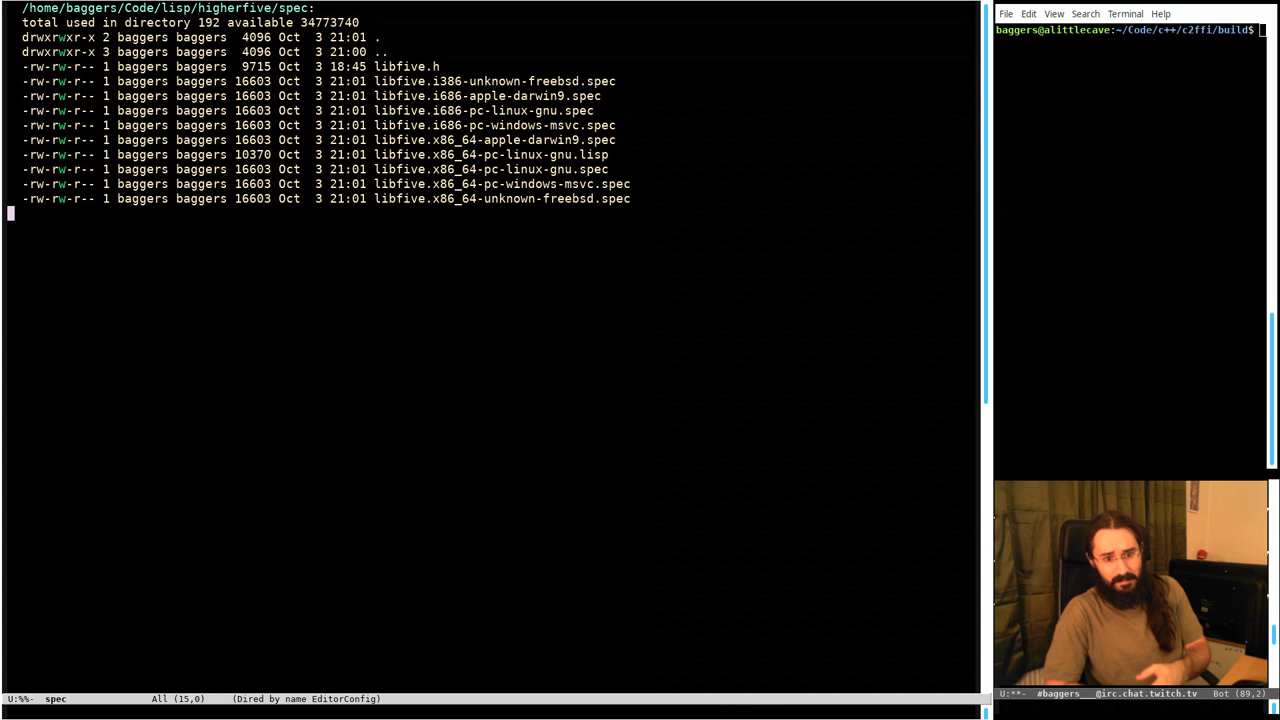 /home/baggers/Code/lisp/higherfive/spec:
total used in directory 192 available 34773740
drwxrwxr-x 2 baggers baggers  4096 Oct  3 21:01 .
drwxrwxr-x 3 baggers baggers  4096 Oct  3 21:00 ..
-rw-rw-r-- 1 baggers baggers  9715 Oct  3 18:45 libfive.h
-rw-rw-r-- 1 baggers baggers 16603 Oct  3 21:01 libfive.i386-unknown-freebsd.spec
-rw-rw-r-- 1 baggers baggers 16603 Oct  3 21:01 libfive.i686-apple-darwin9.spec
-rw-rw-r-- 1 baggers baggers 16603 Oct  3 21:01 libfive.i686-pc-linux-gnu.spec
-rw-rw-r-- 1 baggers baggers 16603 Oct  3 21:01 libfive.i686-pc-windows-msvc.spec
-rw-rw-r-- 1 baggers baggers 16603 Oct  3 21:01 libfive.x86_64-apple-darwin9.spec
-rw-rw-r-- 1 baggers baggers 10370 Oct  3 21:01 libfive.x86_64-pc-linux-gnu.lisp
-rw-rw-r-- 1 baggers baggers 16603 Oct  3 21:01 libfive.x86_64-pc-linux-gnu.spec
-rw-rw-r-- 1 baggers baggers 16603 Oct  3 21:01 libfive.x86_64-pc-windows-msvc.spec
-rw-rw-r-- 1 baggers baggers 16603 Oct  3 21:01 libfive.x86_64-unknown-freebsd.spec
U:%%-  spec  All (15,0)  (Dired by name EditorConfig)
File Edit View Search Terminal Help
baggers@alittlecave:~/Code/c++/c2ffi/build$
U:**-  #baggers___@irc.chat.twitch.tv  Bot (89,2)